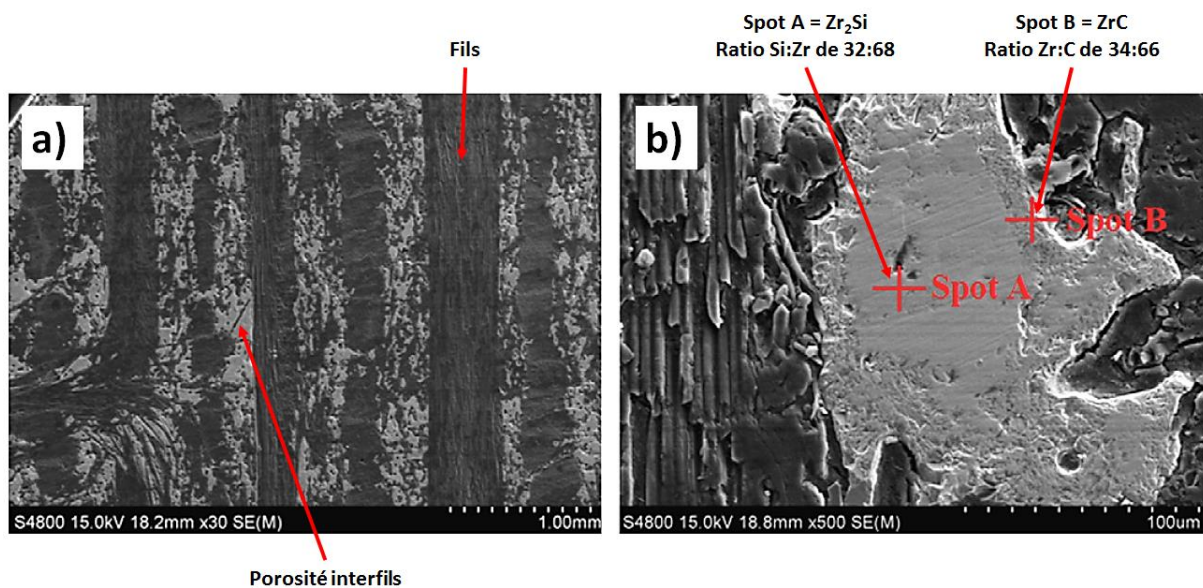 Spot A = Zr₂Si
Ratio Si:Zr de 32:68
Spot B = ZrC
Ratio Zr:C de 34:66
Fils
a)
b)
Spot B
Spot A
S4800 15.0kV 18.2mm x30 SE(M)
1.00mm
S4800 15.0kV 18.8mm x500 SE(M)
100um
Porosité interfils